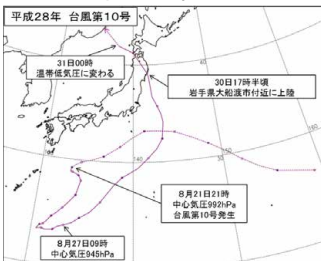 平成28年 台風第10号
31日00時
温帯低気圧に変わる
30日17時半頃
岩手県大船渡市付近に上陸
140
8月21日21時
中心気圧992hPa
台風第10号発生
8月27日09時
中心気圧945hPa